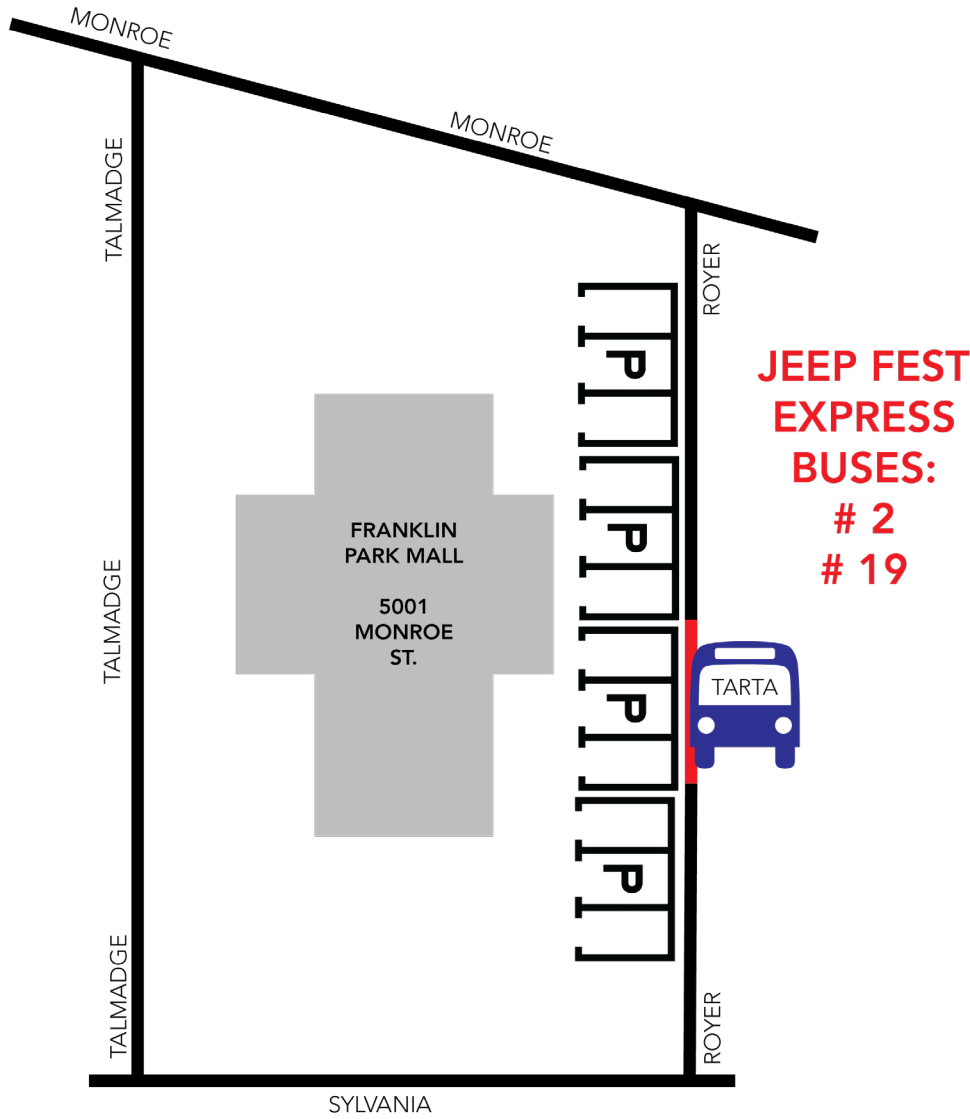 MONROE
MONROE
TALMADGE
ROYER
P
JEEP FEST
EXPRESS
BUSES:
# 2
# 19
FRANKLIN
PARK MALL
5001
MONROE
ST.
P
TALMADGE
P
TARTA
P
TALMADGE
ROYER
SYLVANIA